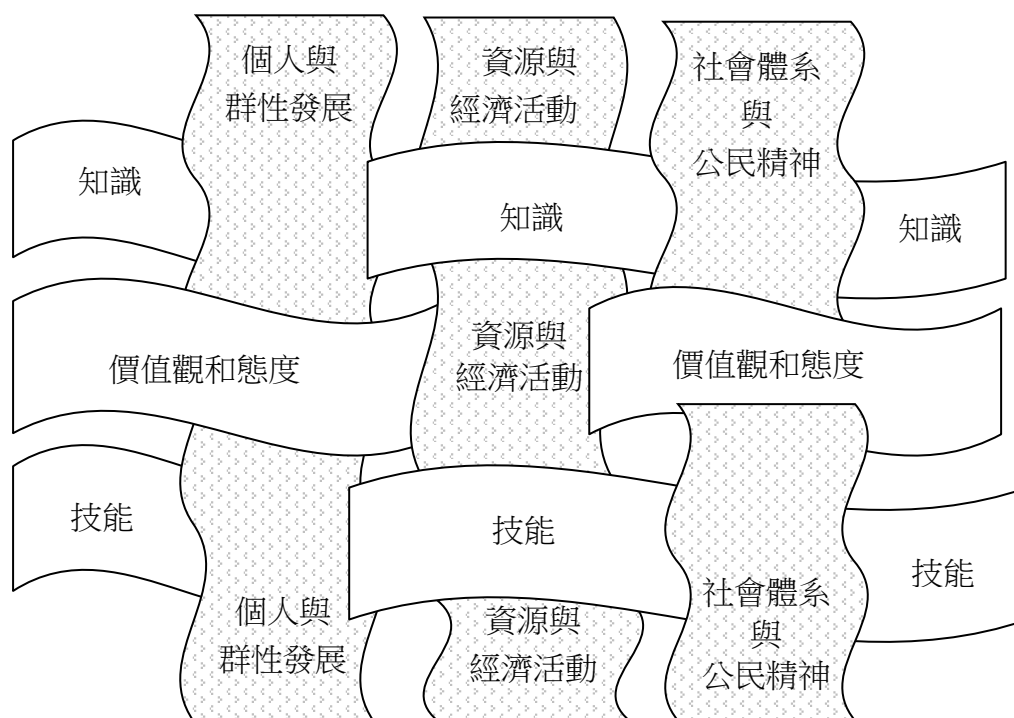 個人與
群性發展
資源與
經濟活動
社會體系
與
公民精神
知識
知識
知識
價值觀和態度
資源與
經濟活動
價值觀和態度
技能
技能
技能
個人與
群性發展
資源與
經濟活動
社會體系
與
公民精神